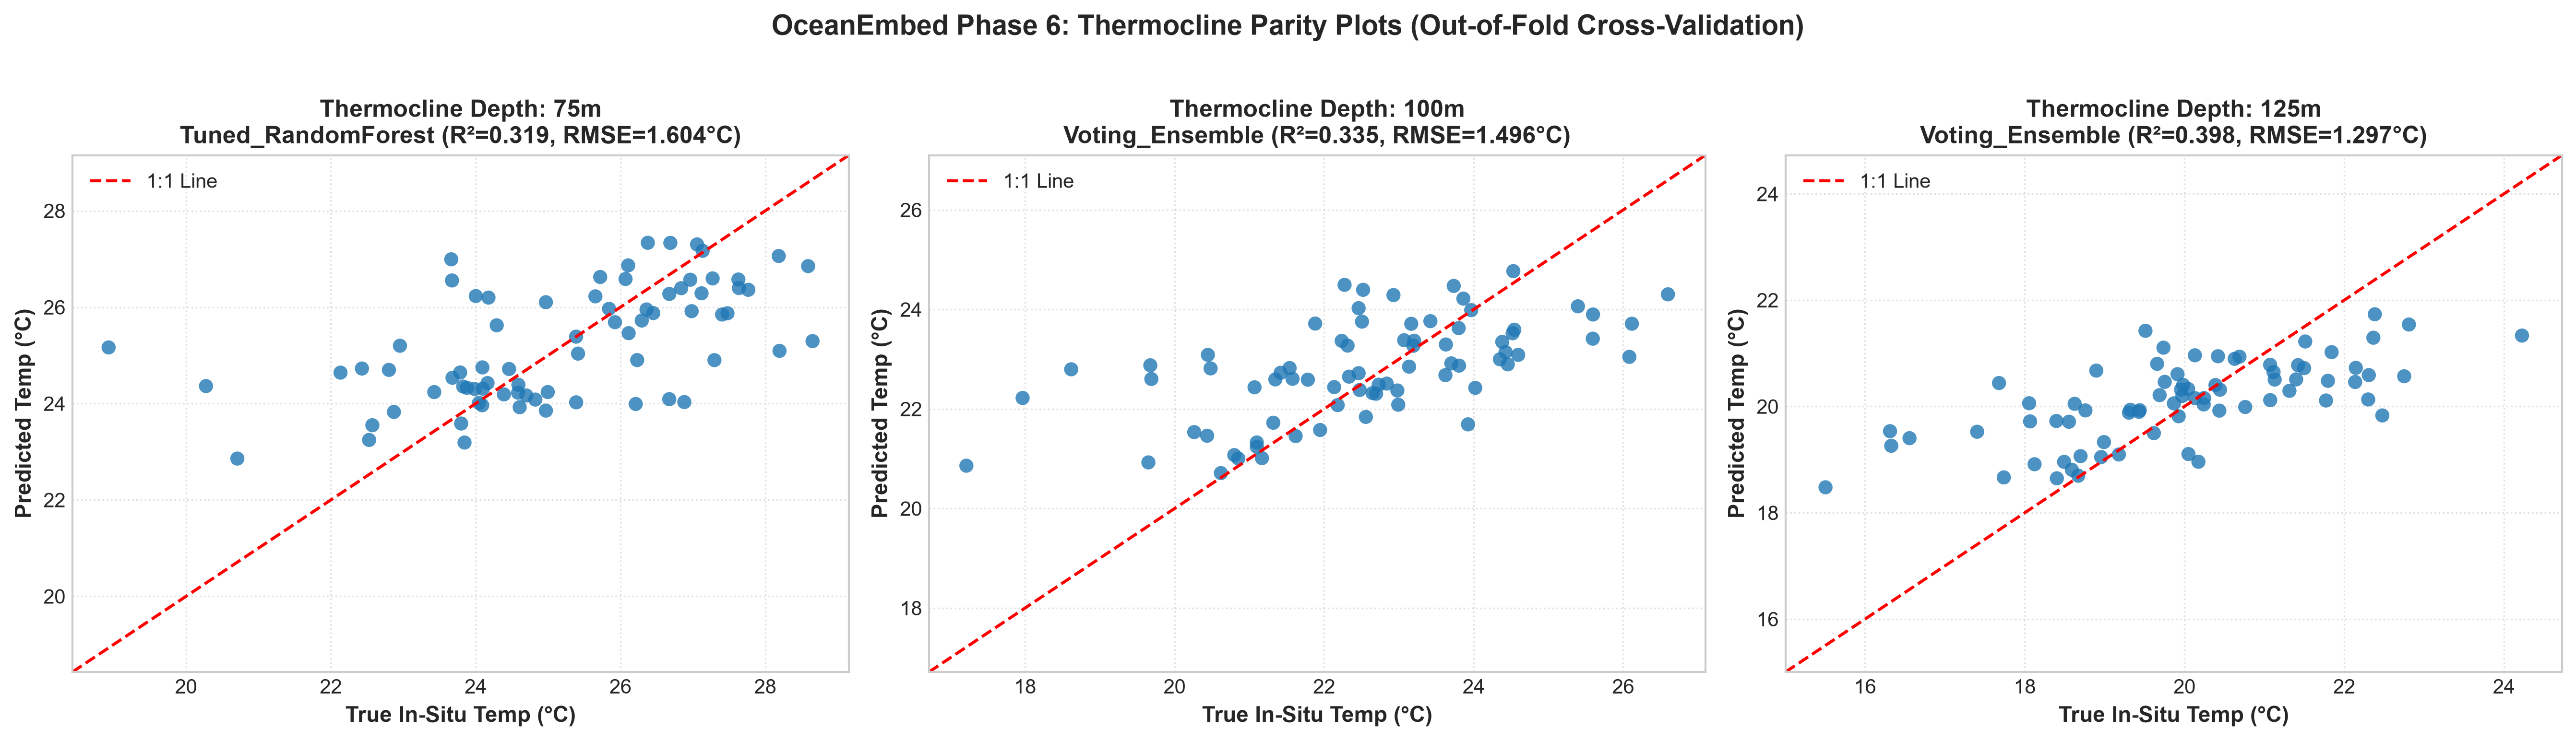 OceanEmbed Phase 6: Thermocline Parity Plots (Out-of-Fold Cross-Validation)
Thermocline Depth: 75m
Tuned_RandomForest (R²=0.319, RMSE=1.604°C)
1:1 Line
28
26
24
22
20
Predicted Temp (°C)
20
22
24
26
28
True In-Situ Temp (°C)
Thermocline Depth: 100m
Voting_Ensemble (R²=0.335, RMSE=1.496°C)
1:1 Line
26
24
22
20
18
Predicted Temp (°C)
18
20
22
24
26
True In-Situ Temp (°C)
Thermocline Depth: 125m
Voting_Ensemble (R²=0.398, RMSE=1.297°C)
1:1 Line
24
22
20
18
16
Predicted Temp (°C)
16
18
20
22
24
True In-Situ Temp (°C)